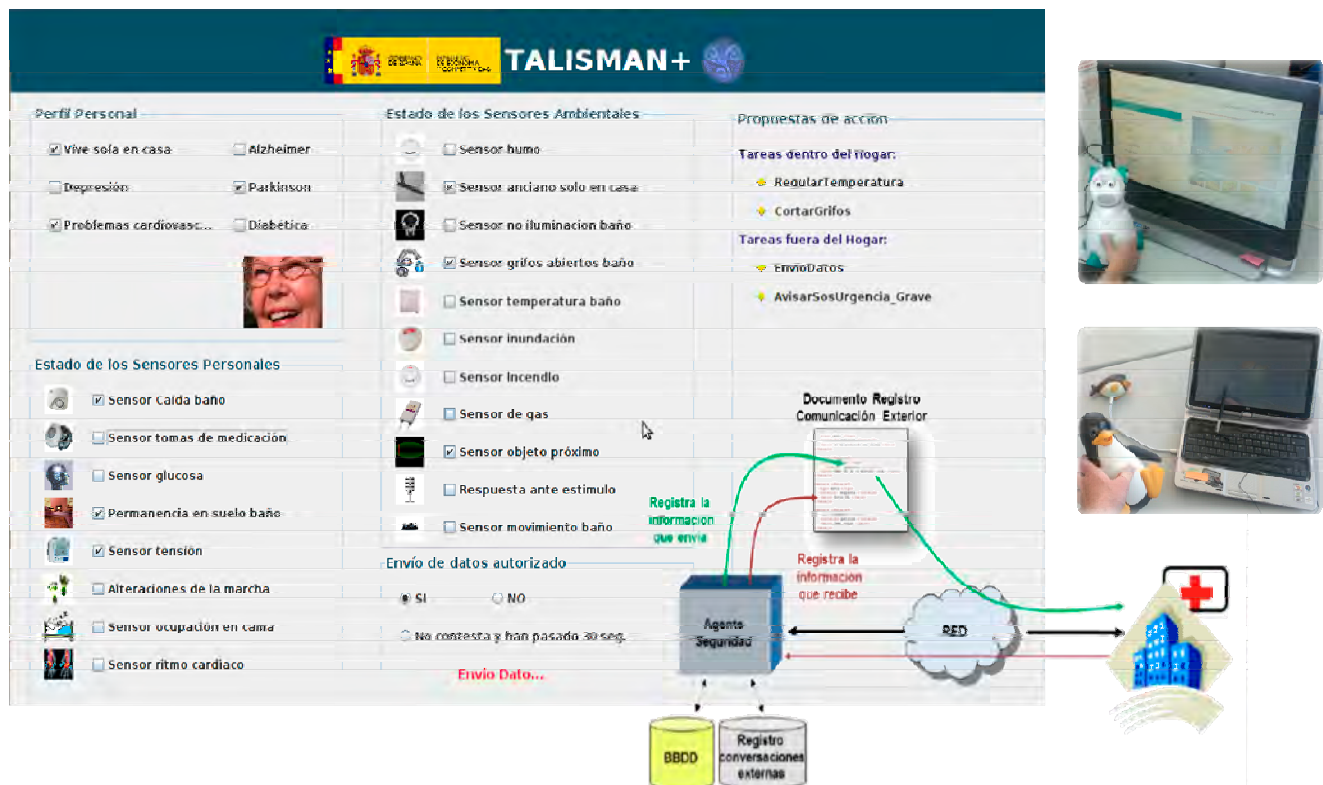 TALISMAN+
Perfil Personal
Vive sola en casa
Alzheimer
Depresión
Parkinson
Problemas cardiovasc...
Diabética
Estado de los Sensores Personales
Sensor Caída baño
Sensor tomas de medicación
Sensor glucosa
Permanencia en suelo baño
Sensor tensión
Alteraciones de la marcha
Sensor ocupación en cama
Sensor ritmo cardiaco
Estado de los Sensores Ambientales
Sensor humo
Sensor anciano solo en casa
Sensor no iluminacion baño
Sensor grifos abiertos baño
Sensor temperatura baño
Sensor inundación
Sensor Incendio
Sensor de gas
Sensor objeto próximo
Respuesta ante estimulo
Sensor movimiento baño
Envío de datos autorizado
SI
NO
No contesta y han pasado 30 seg.
Envio Dato...
Propuestas de acción
Tareas dentro del Hogar:
RegularTemperatura
CortarGrifos
Tareas fuera del Hogar:
EnvioDatos
AvisarSosUrgencia_Grave
Documento Registro
Comunicación Exterior
Registra la
información
que envía
Registra la
información
que recibe
Agente
Seguridad
RED
BBDD
Registro
conversaciones
externas